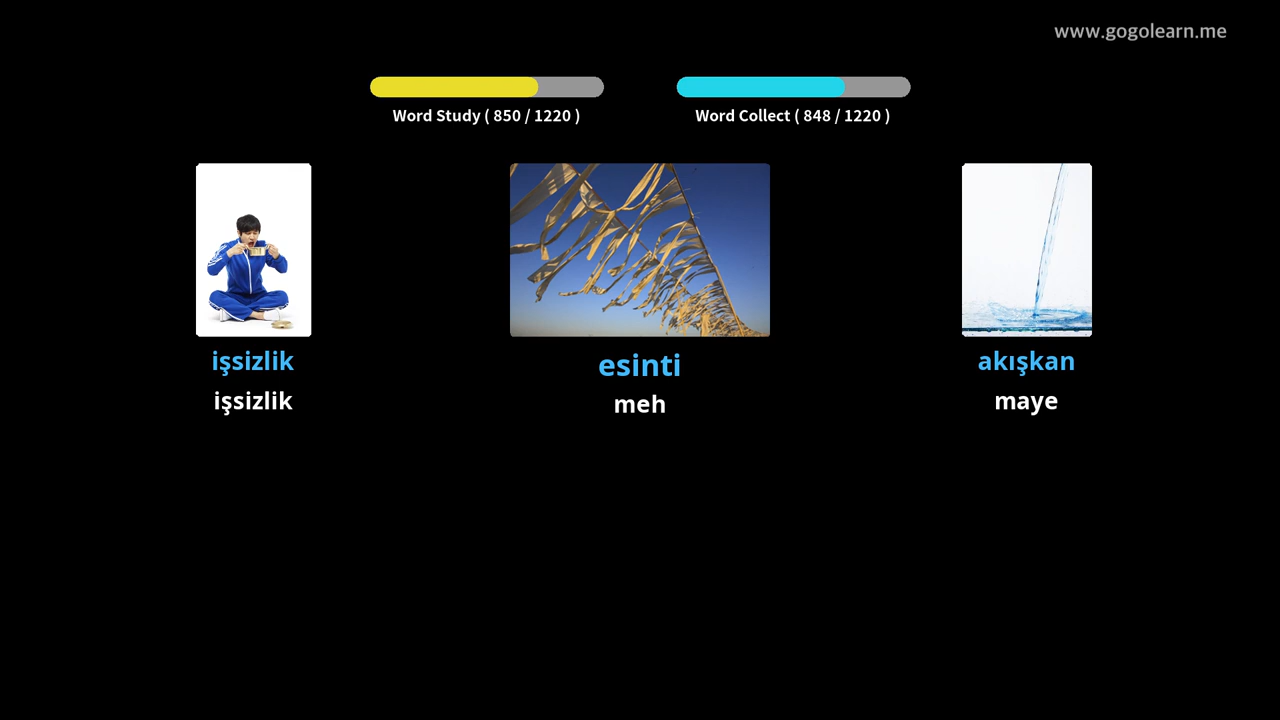 www.gogolearn.me
Word Study ( 850 / 1220 )
Word Collect ( 848 / 1220 )
işsizlik
işsizlik
esinti
meh
akışkan
maye